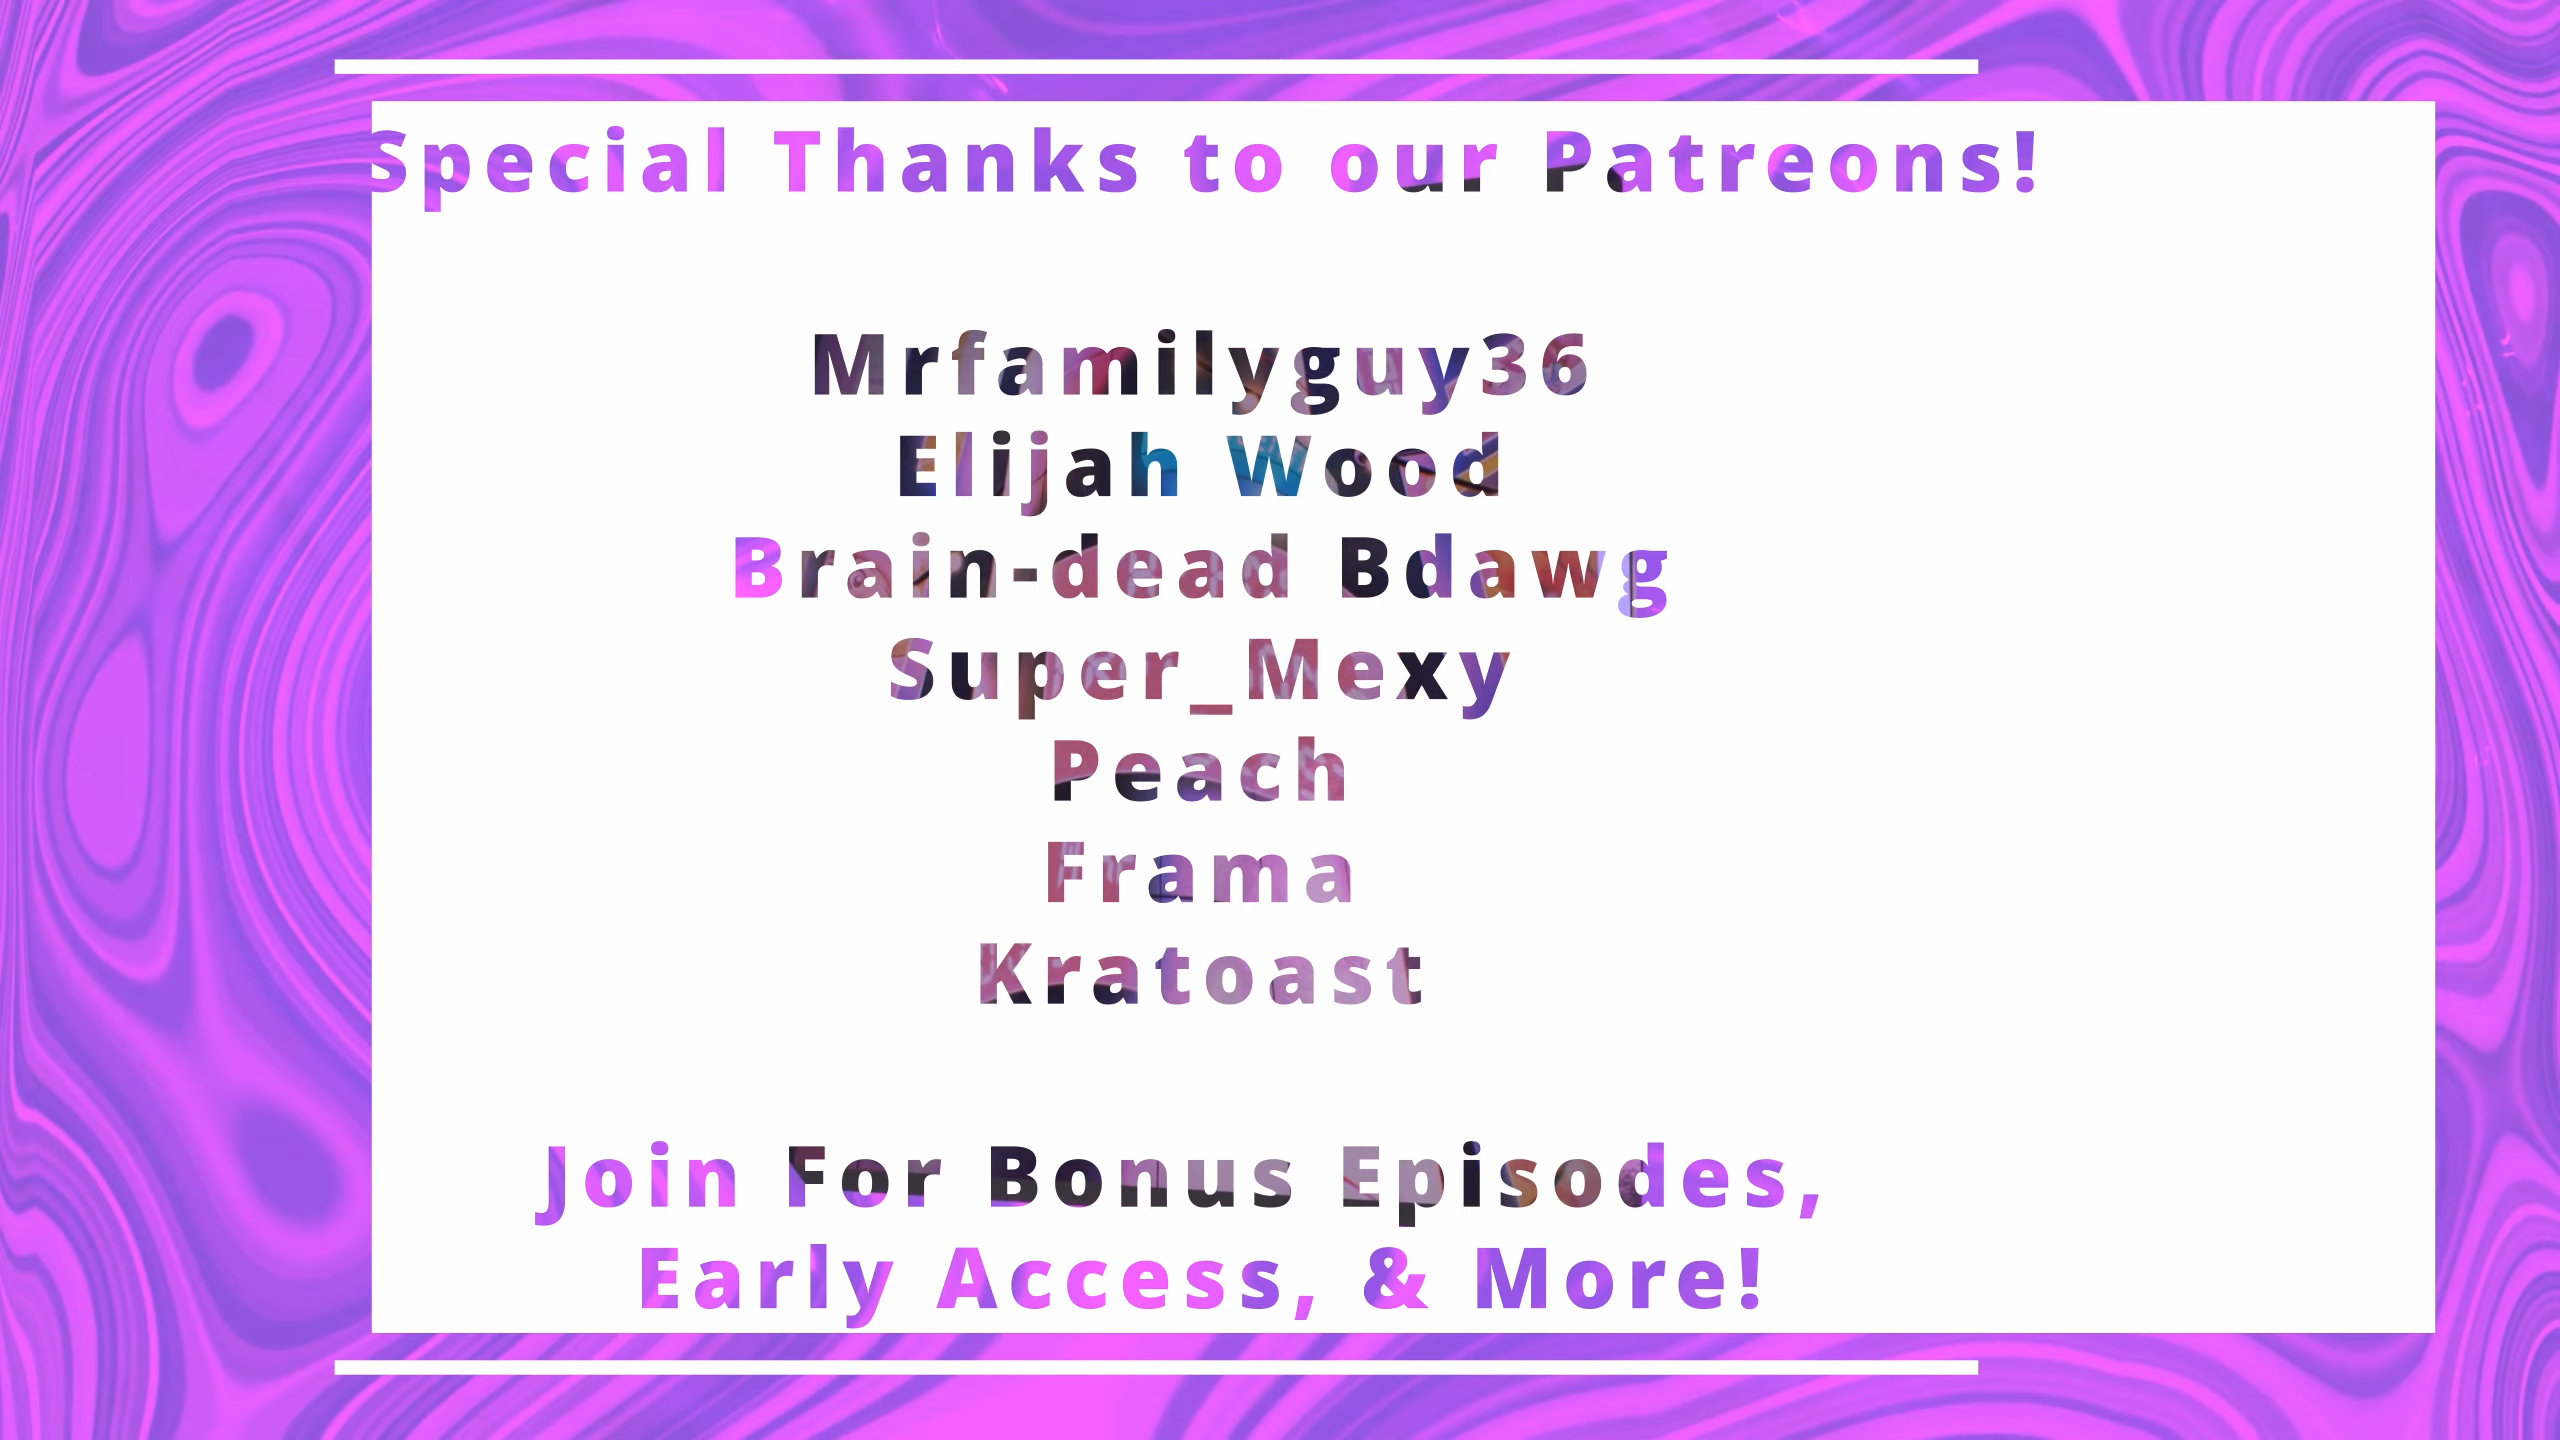 Special Thanks to our Patreons!
Mrfamilyguy36
Elijah Wood
Brain-dead Bdawg
Super_Mexy
Peach
Frama
Kratoast
Join For Bonus Episodes,
Early Access, & More!